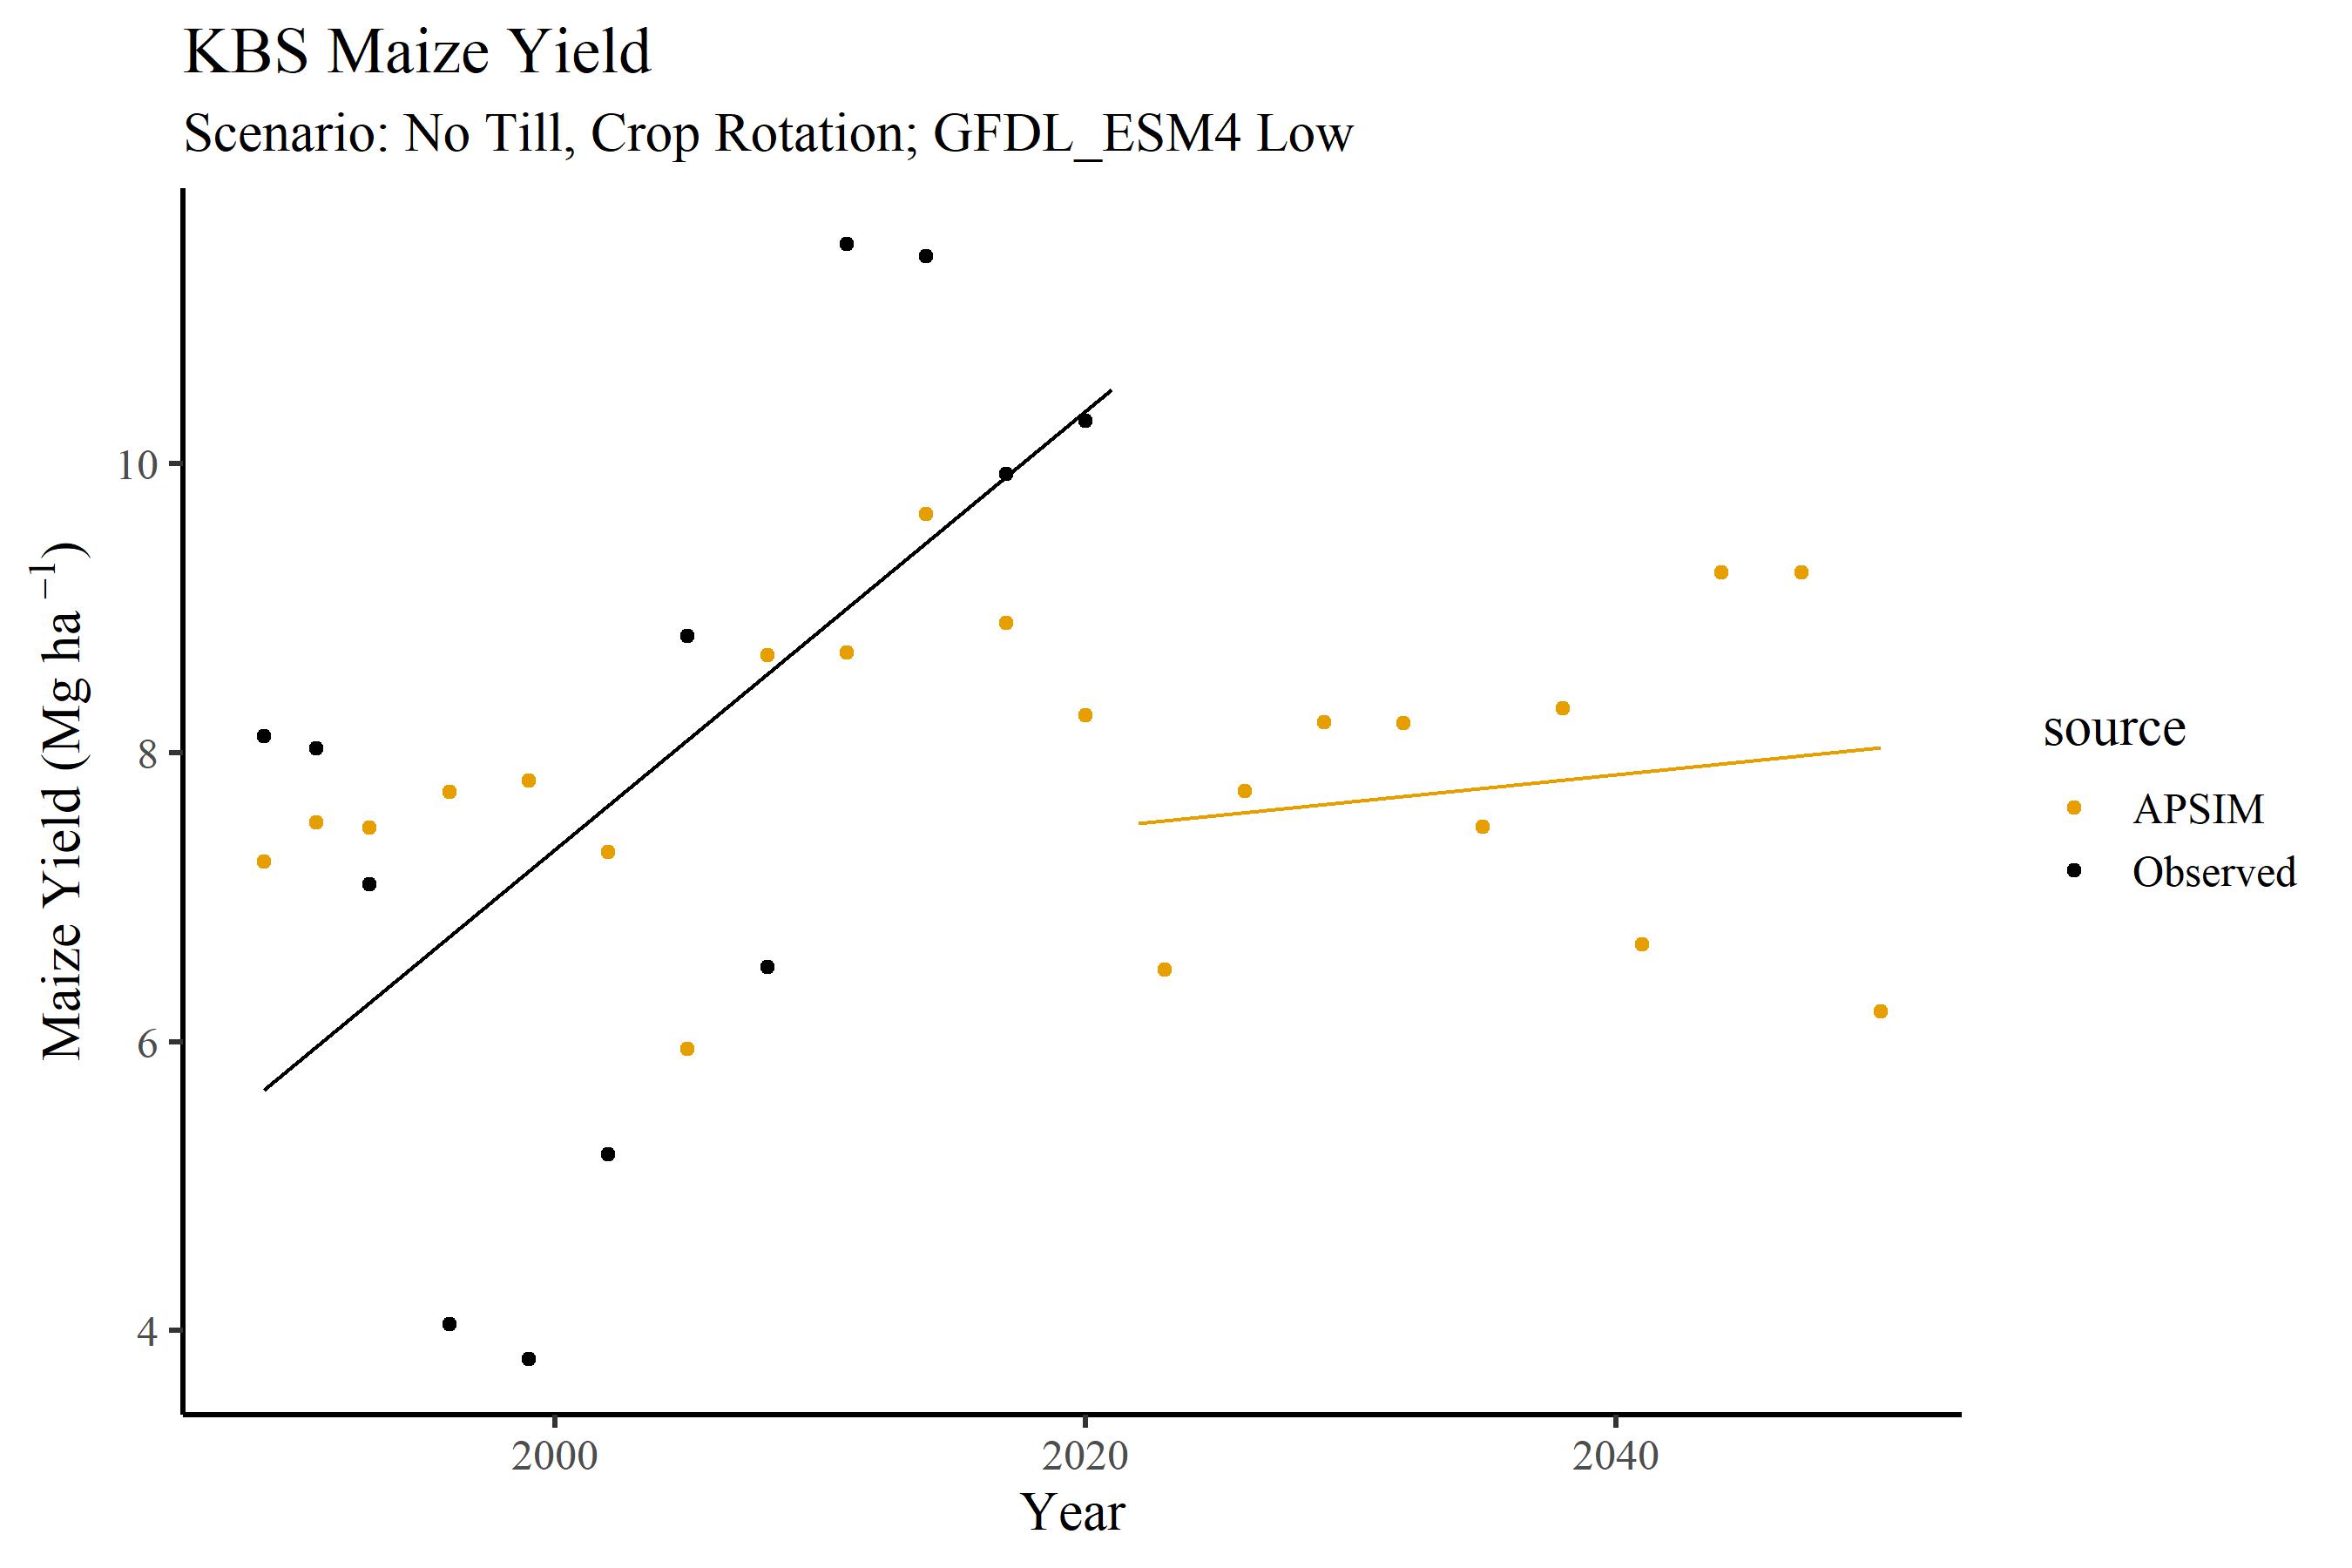 KBS Maize Yield
Scenario: No Till, Crop Rotation; GFDL_ESM4 Low
Maize Yield (Mg ha⁻¹)
10
8
6
4
2000
2020
2040
Year
source
APSIM
Observed